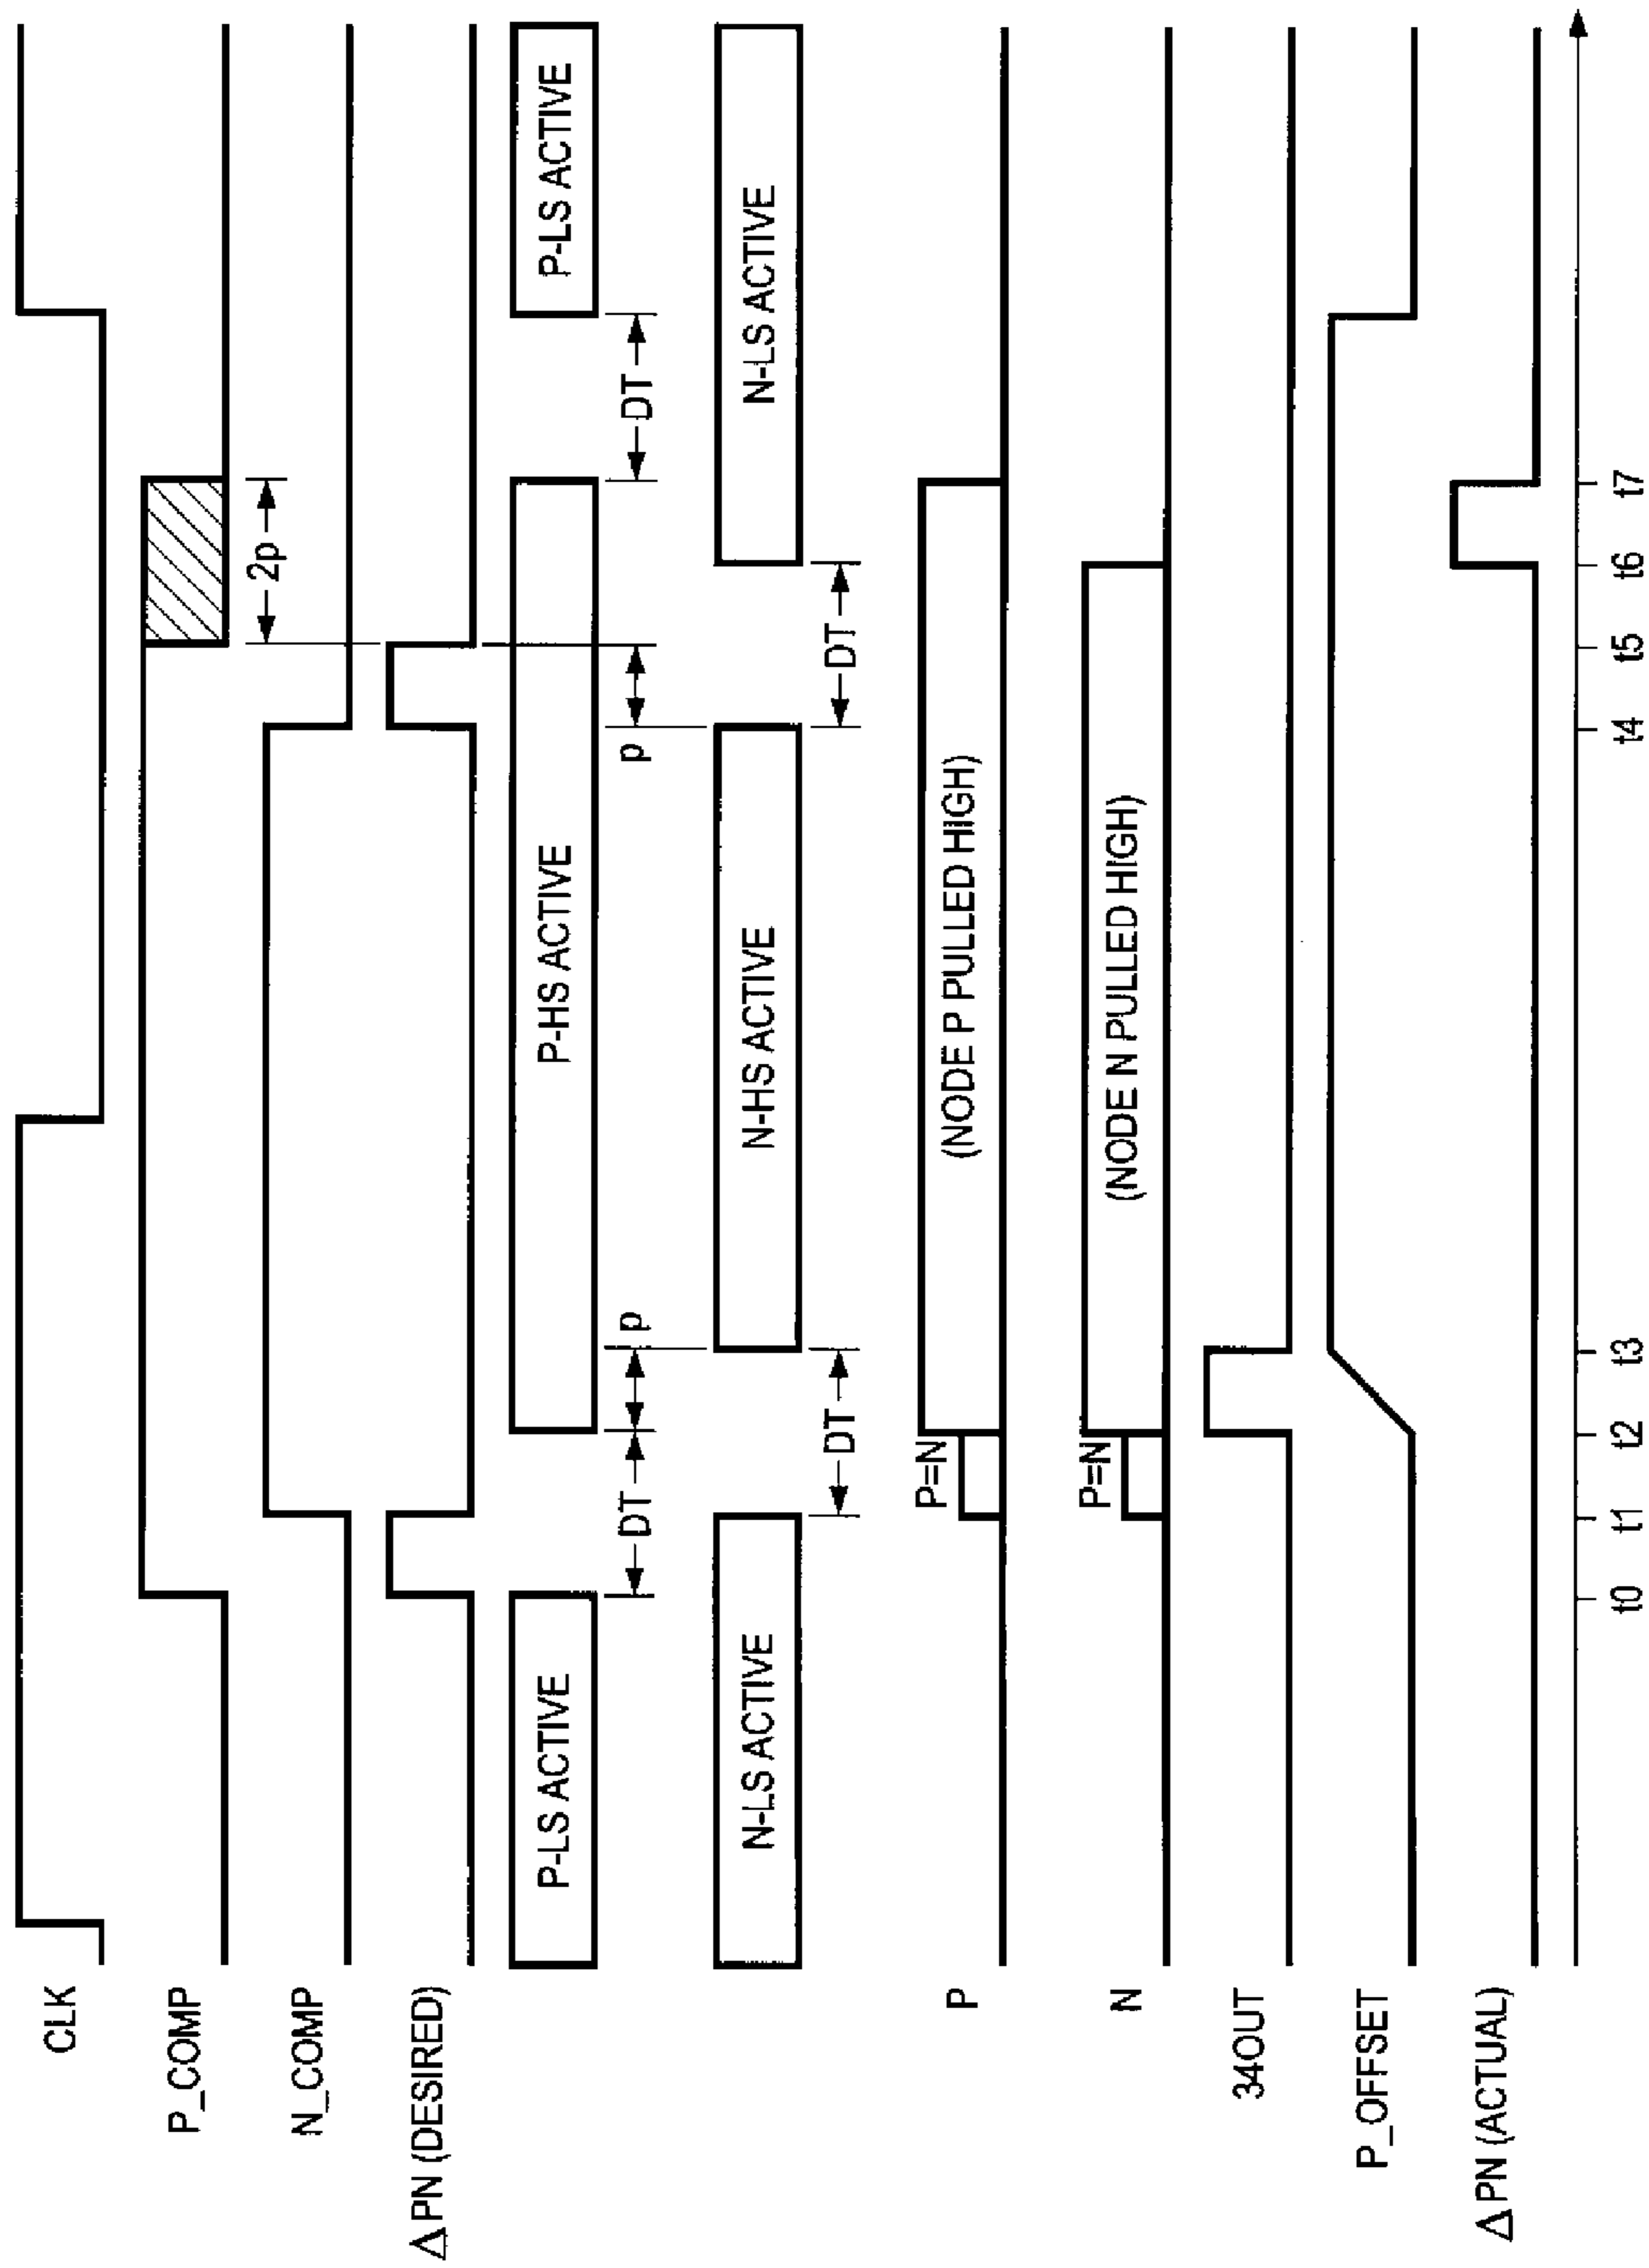 CLK
P_COMP
2p
N_COMP
Δ PN (DESIRED)
P-LS ACTIVE
P-HS ACTIVE
P-LS ACTIVE
DT
p
p
DT
N-LS ACTIVE
N-HS ACTIVE
N-LS ACTIVE
DT
DT
P
P=N
(NODE P PULLED HIGH)
N
P=N
(NODE N PULLED HIGH)
34OUT
P_OFFSET
Δ PN (ACTUAL)
t0 t1 t2 t3 t4 t5 t6 t7